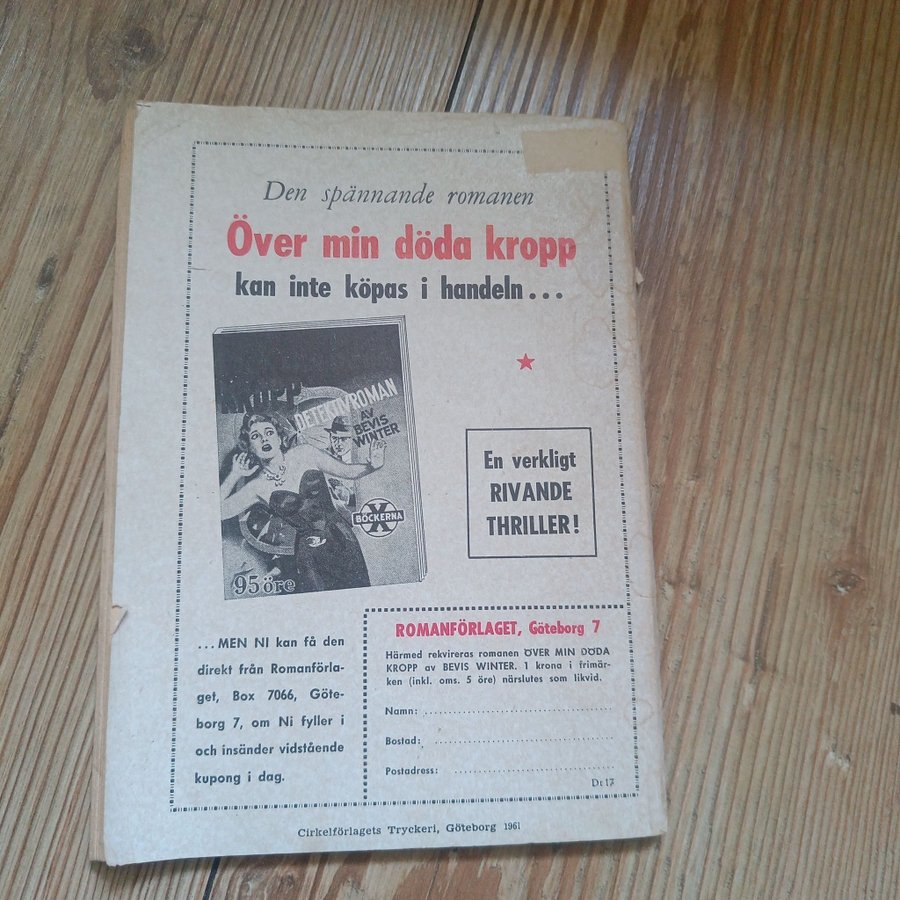 Den spännande romanen
Över min döda kropp
kan inte köpas i handeln...
KROPP
DETEKTIVROMAN
AV
BEVIS
WINTER
X
BÖCKERNA
95 öre
En verkligt
RIVANDE
THRILLER!
...MEN NI kan få den
direkt från Romanförla-
get, Box 7066, Göte-
borg 7, om Ni fyller i
och insänder vidstående
kupong i dag.
ROMANFÖRLAGET, Göteborg 7
Härmed rekvireras romanen ÖVER MIN DÖDA
KROPP av BEVIS WINTER. 1 krona i frimär-
ken (inkl. oms. 5 öre) närslutes som likvid.
Namn:
Bostad:
Postadress:
Dt 17
Cirkelförlagets Tryckeri, Göteborg 1961